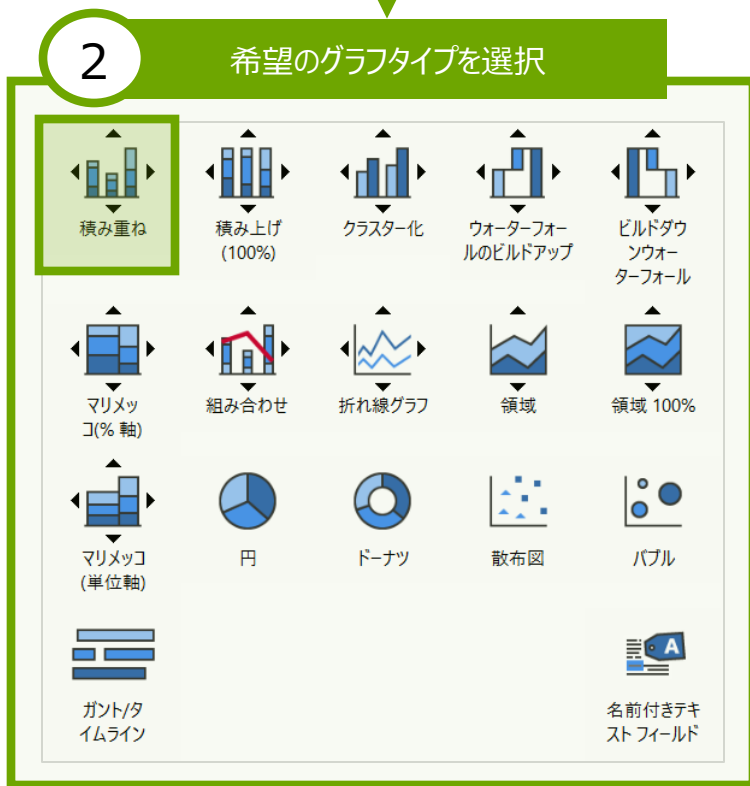 2
希望のグラフタイプを選択
積み重ね
積み上げ
(100%)
クラスター化
ウォーターフォー
ルのビルドアップ
ビルドダウ
ンウォー
ターフォール
マリメッ
コ(% 軸)
組み合わせ
折れ線グラフ
領域
領域 100%
マリメッコ
(単位軸)
円
ドーナツ
散布図
バブル
ガント/タ
イムライン
A
名前付きテキ
スト フィールド